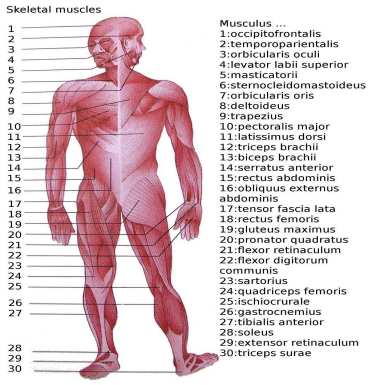 Skeletal muscles
Musculus ...
1:occipitofrontalis
2:temporoparientalis
3:orbicularis oculi
4:levator labii superior
5:masticatorii
6:sternocleidomastoideus
7:orbicularis oris
8:deltoideus
9:trapezius
10:pectoralis major
11:latissimus dorsi
12:triceps brachii
13:biceps brachii
14:serratus anterior
15:rectus abdominis
16:obliquus externus
abdominis
17:tensor fascia lata
18:rectus femoris
19:gluteus maximus
20:pronator quadratus
21:flexor retinaculum
22:flexor digitorum
communis
23:sartorius
24:quadriceps femoris
25:ischiocrurale
26:gastrocnemius
27:tibialis anterior
28:soleus
29:extensor retinaculum
30:triceps surae
1
2
3
4
5
6
7
8
9
10
11
12
13
14
15
16
17
18
19
20
21
22
23
24
25
26
27
28
29
30